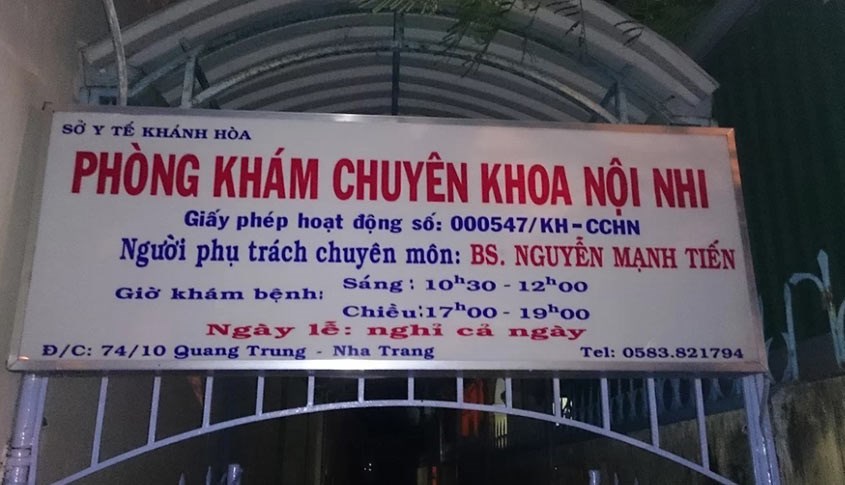 SỞ Y TẾ KHÁNH HÒA
PHÒNG KHÁM CHUYÊN KHOA NỘI NHI
Giấy phép hoạt động số: 000547/KH-CCHN
Người phụ trách chuyên môn: BS. NGUYỄN MẠNH TIẾN
Giờ khám bệnh: Sáng: 10h30 - 12h00
Chiều: 17h00 - 19h00
Ngày lễ: nghỉ cả ngày
Đ/C: 74/10 Quang Trung - Nha Trang Tel: 0583.821794